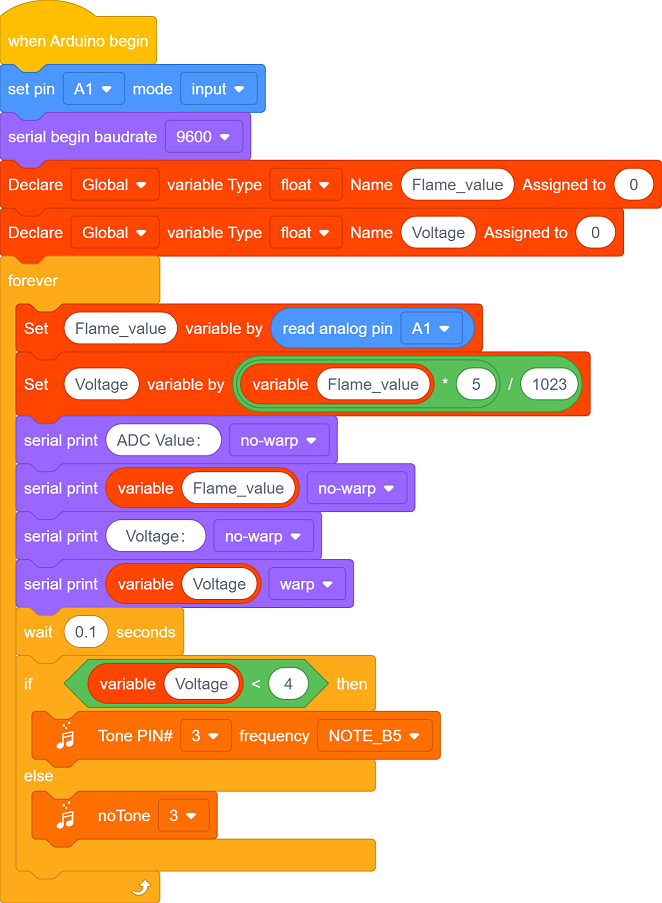 when Arduino begin
set pin A1 mode input
serial begin baudrate 9600
Declare Global variable Type float Name Flame_value Assigned to 0
Declare Global variable Type float Name Voltage Assigned to 0
forever
Set Flame_value variable by read analog pin A1
Set Voltage variable by variable Flame_value * 5 / 1023
serial print ADC Value: no-warp
serial print variable Flame_value no-warp
serial print Voltage: no-warp
serial print variable Voltage warp
wait 0.1 seconds
if variable Voltage < 4 then
Tone PIN# 3 frequency NOTE_B5
else
noTone 3